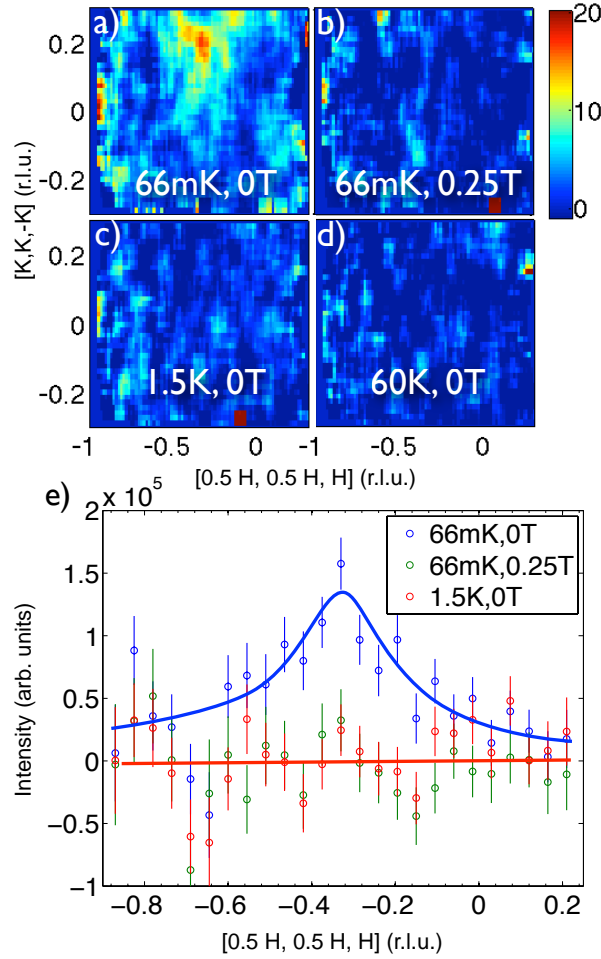 a)
b)
66mK, 0T
66mK, 0.25T
c)
d)
1.5K, 0T
60K, 0T
0.2
0
-0.2
0.2
0
-0.2
[K,K,-K] (r.l.u.)
20
10
0
-1
-0.5
0
-1
-0.5
0
[0.5 H, 0.5 H, H] (r.l.u.)
e)
2 x 10⁵
1.5
1
0.5
0
−0.5
−1
Intensity (arb. units)
66mK,0T
66mK,0.25T
1.5K,0T
−0.8
−0.6
−0.4
−0.2
0
0.2
[0.5 H, 0.5 H, H] (r.l.u.)